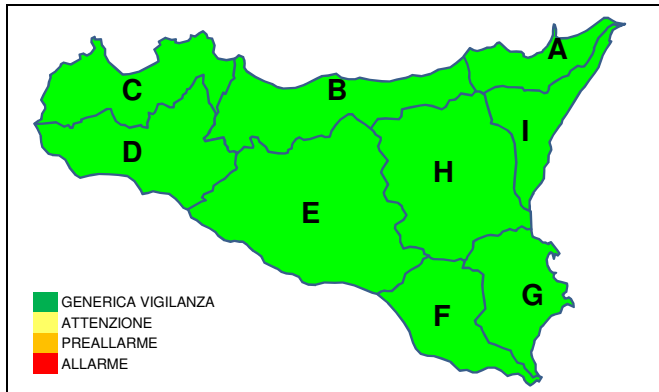 A
B
C
I
D
H
E
G
F
GENERICA VIGILANZA
ATTENZIONE
PREALLARME
ALLARME